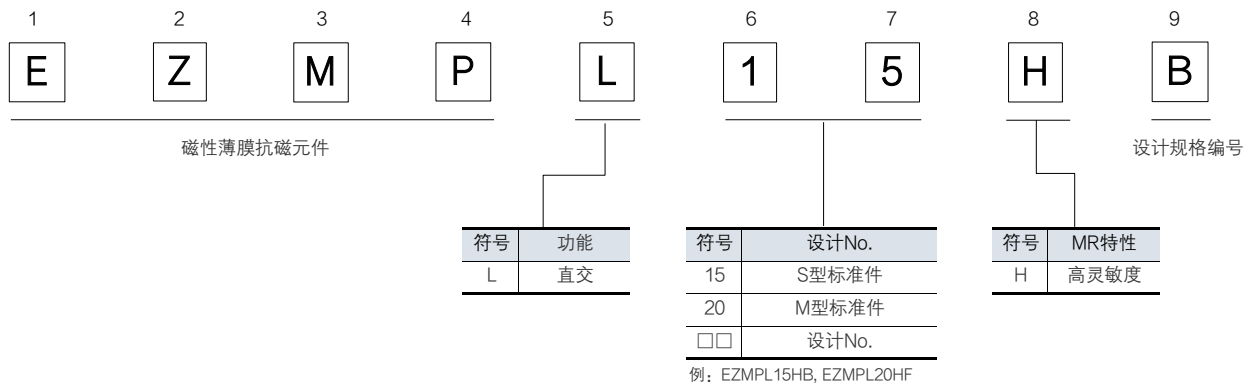 1 2 3 4 5 6 7 8 9
E Z M P L 1 5 H B
磁性薄膜抗磁元件
设计规格编号
符号 功能
L 直交
符号 设计No.
15 S型标准件
20 M型标准件
□□ 设计No.
例：EZMPL15HB, EZMPL20HF
符号 MR特性
H 高灵敏度